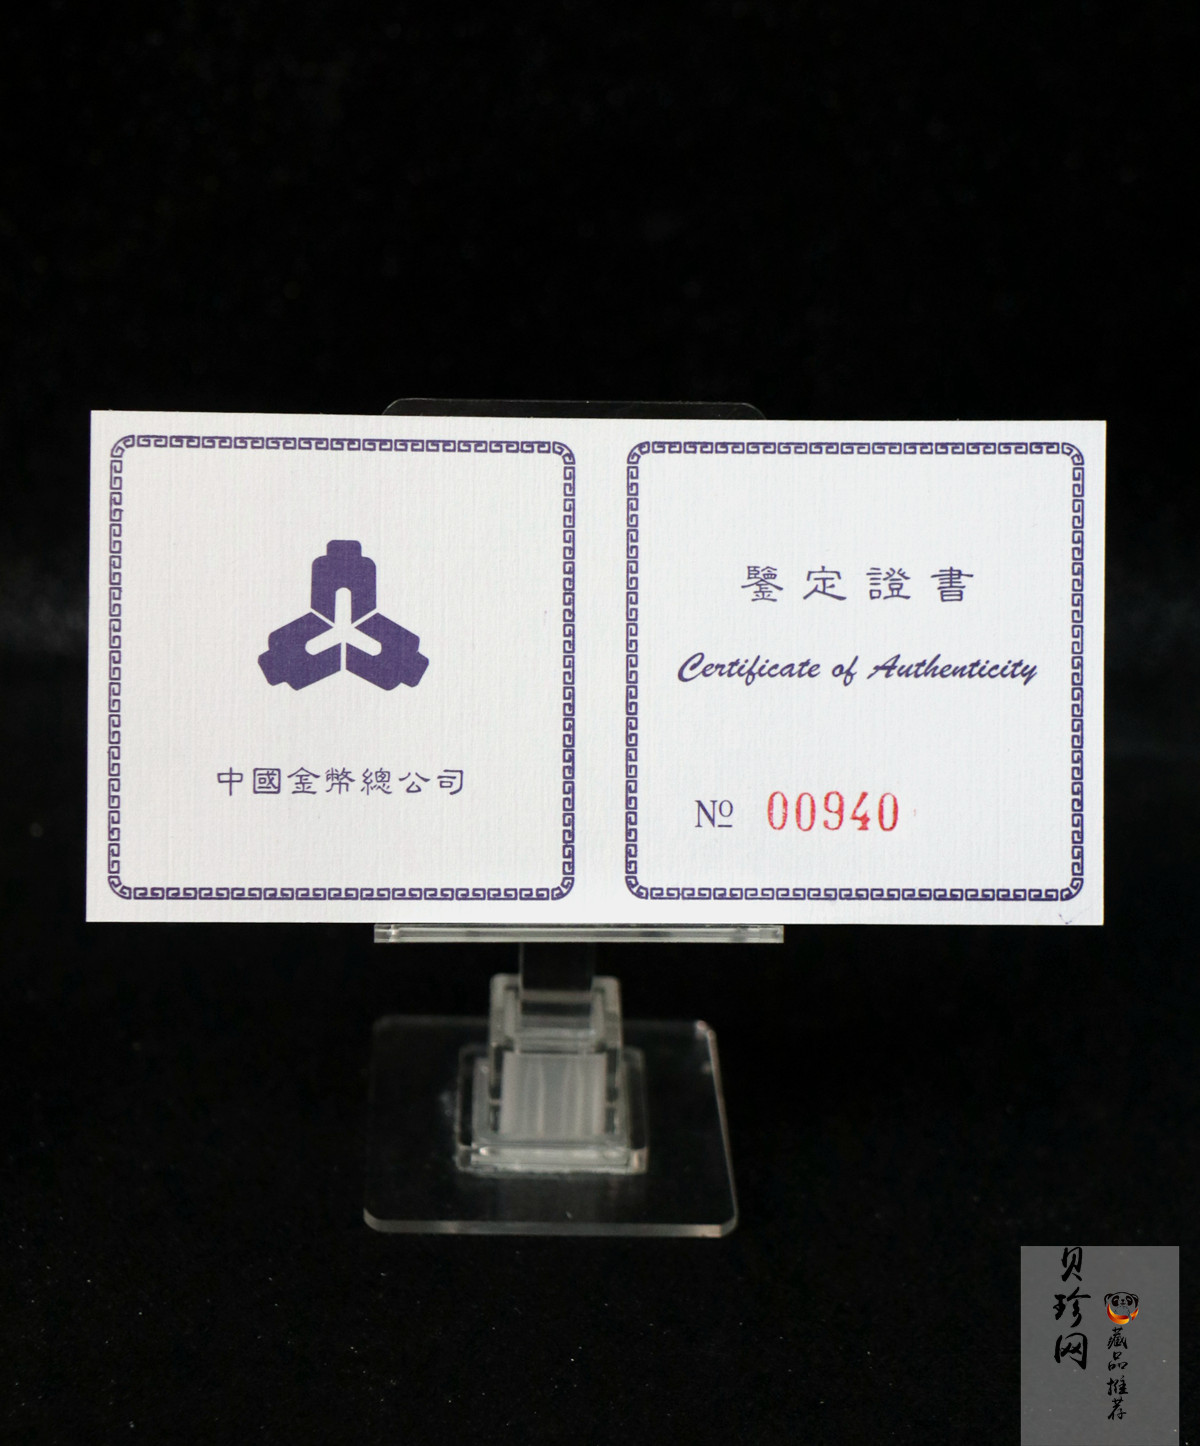 中國金幣總公司
鑒定證書
Certificate of Authenticity
Nº 00940
贝珍网
藏品推荐